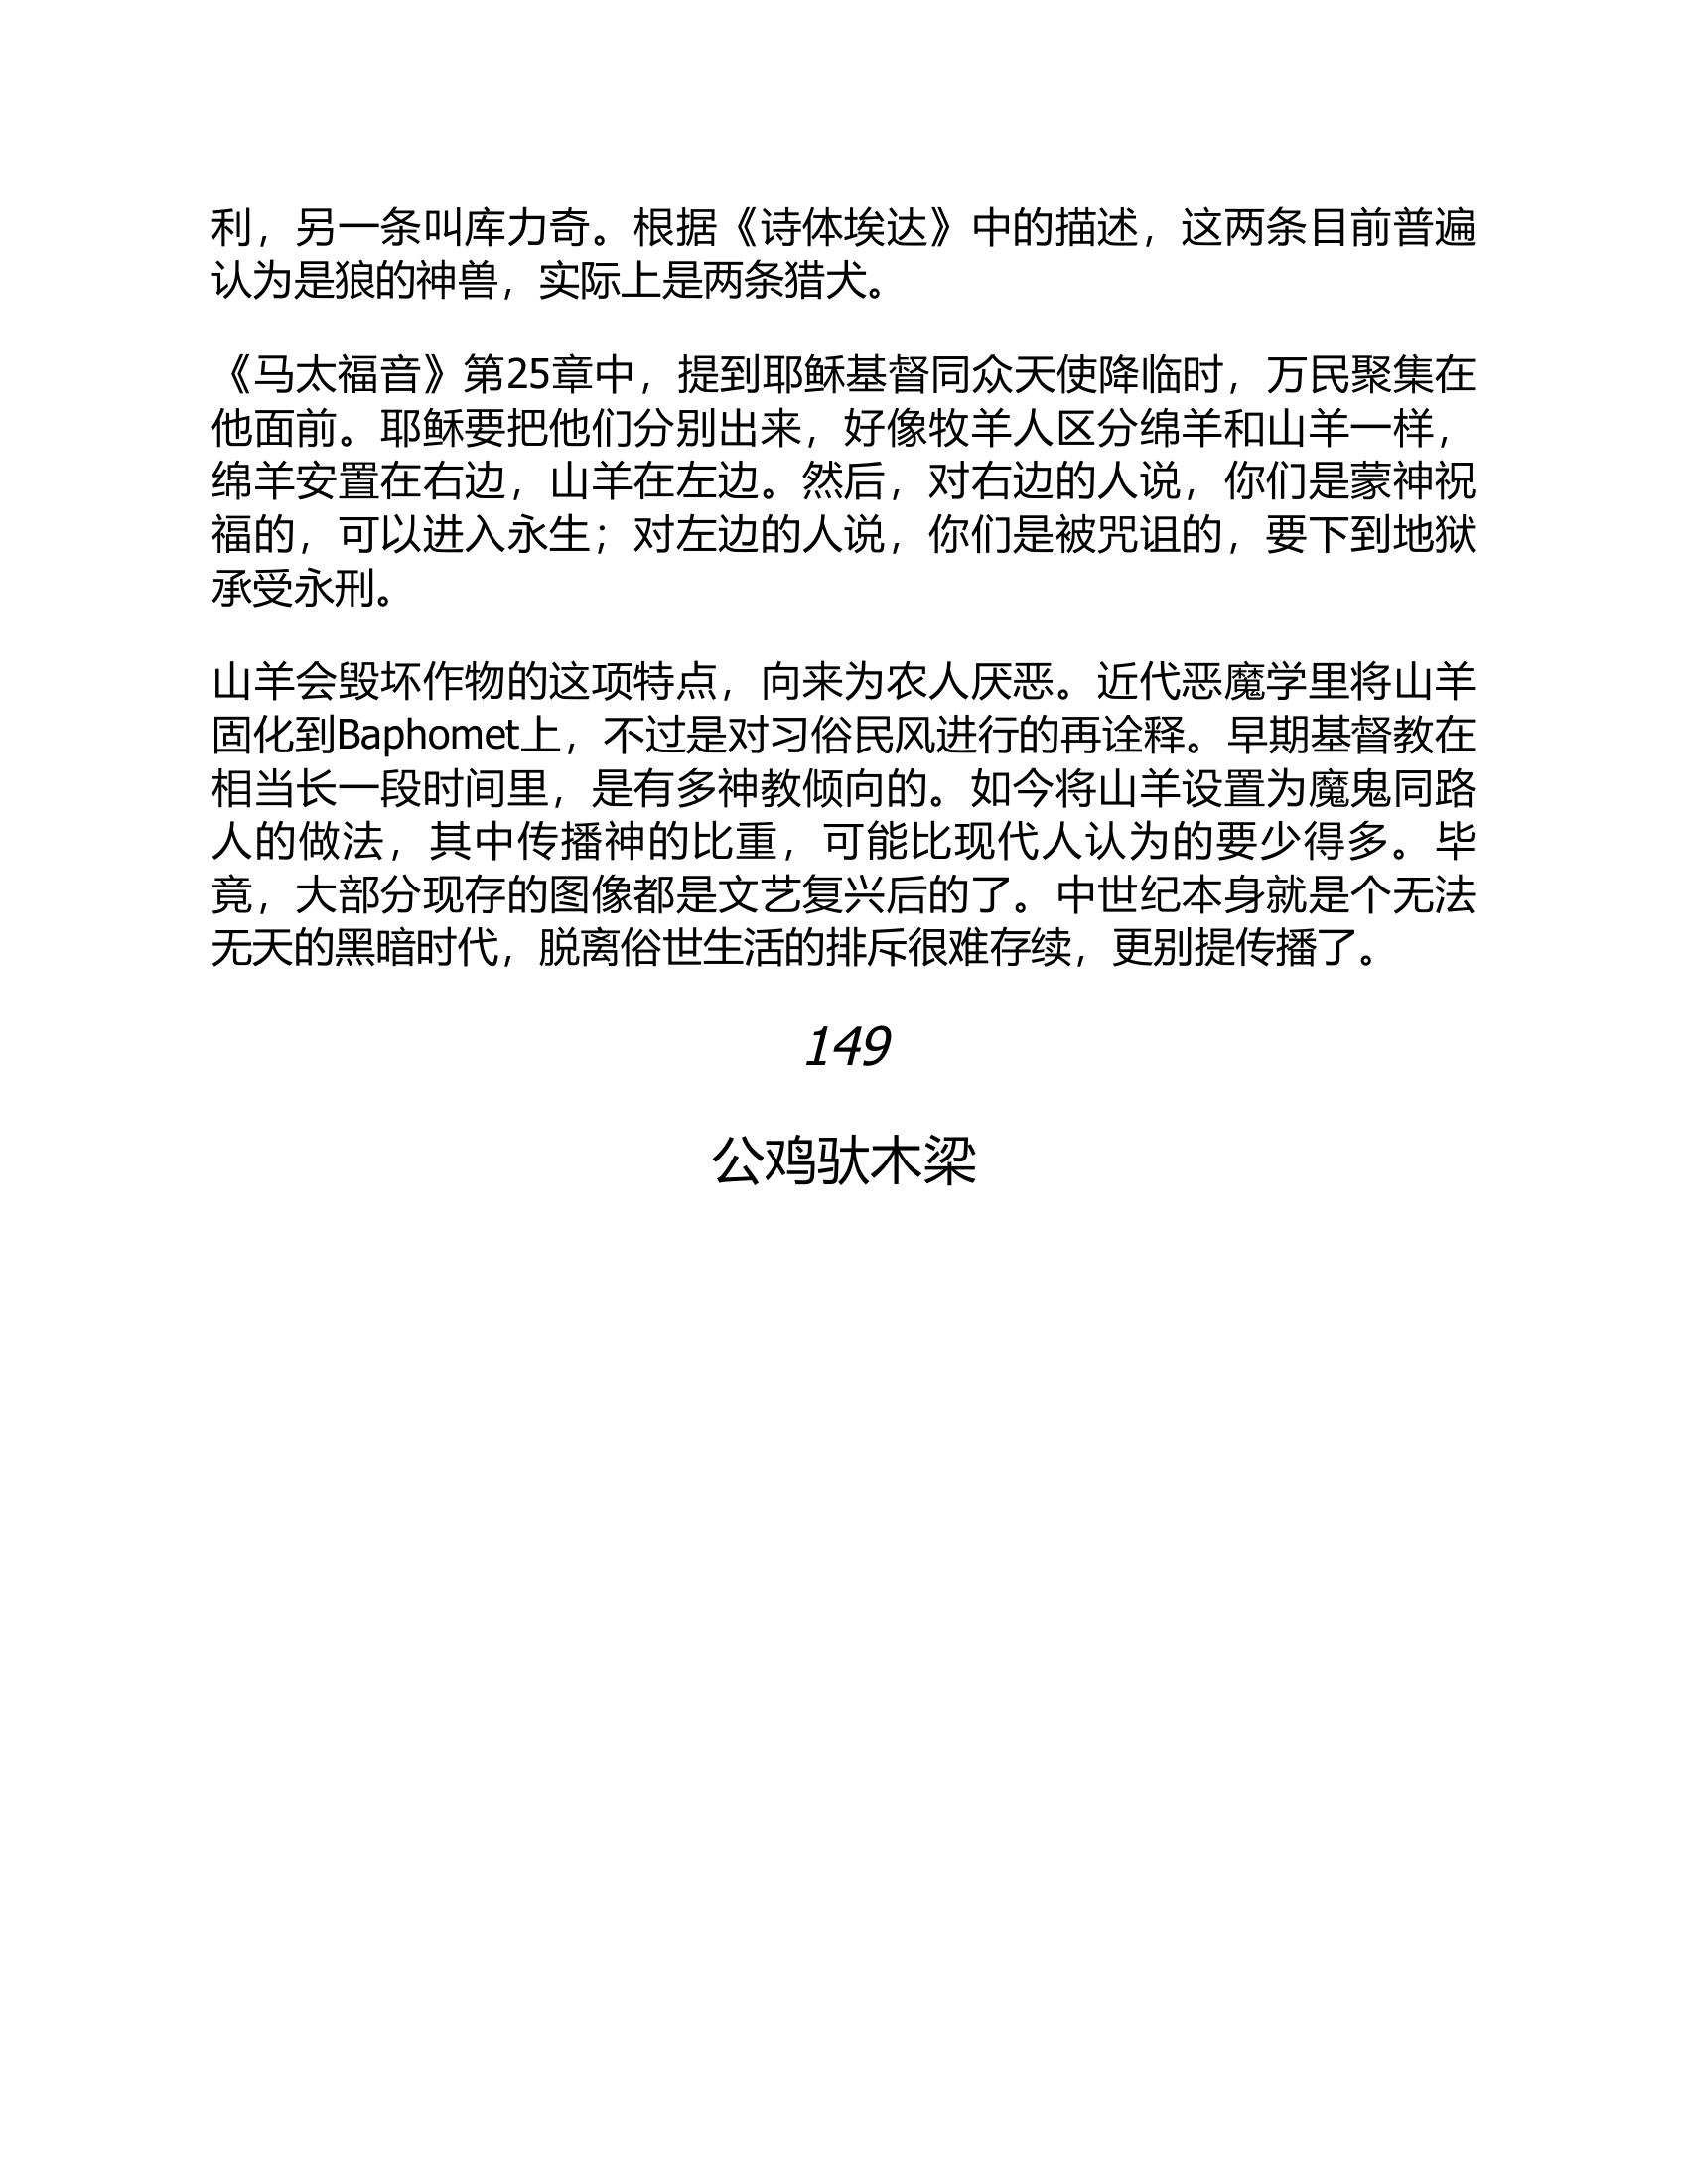 利，另一条叫库力奇。根据《诗体埃达》中的描述，这两条目前普遍
认为是狼的神兽，实际上是两条猎犬。
《马太福音》第25章中，提到耶稣基督同众天使降临时，万民聚集在
他面前。耶稣要把他们分别出来，好像牧羊人区分绵羊和山羊一样，
绵羊安置在右边，山羊在左边。然后，对右边的人说，你们是蒙神祝
福的，可以进入永生；对左边的人说，你们是被咒诅的，要下到地狱
承受永刑。
山羊会毁坏作物的这项特点，向来为农人厌恶。近代恶魔学里将山羊
固化到Baphomet上，不过是对习俗民风进行的再诠释。早期基督教在
相当长一段时间里，是有多神教倾向的。如今将山羊设置为魔鬼同路
人的做法，其中传播神的比重，可能比现代人认为的要少得多。毕
竟，大部分现存的图像都是文艺复兴后的了。中世纪本身就是个无法
无天的黑暗时代，脱离俗世生活的排斥很难存续，更别提传播了。
149
公鸡驮木梁